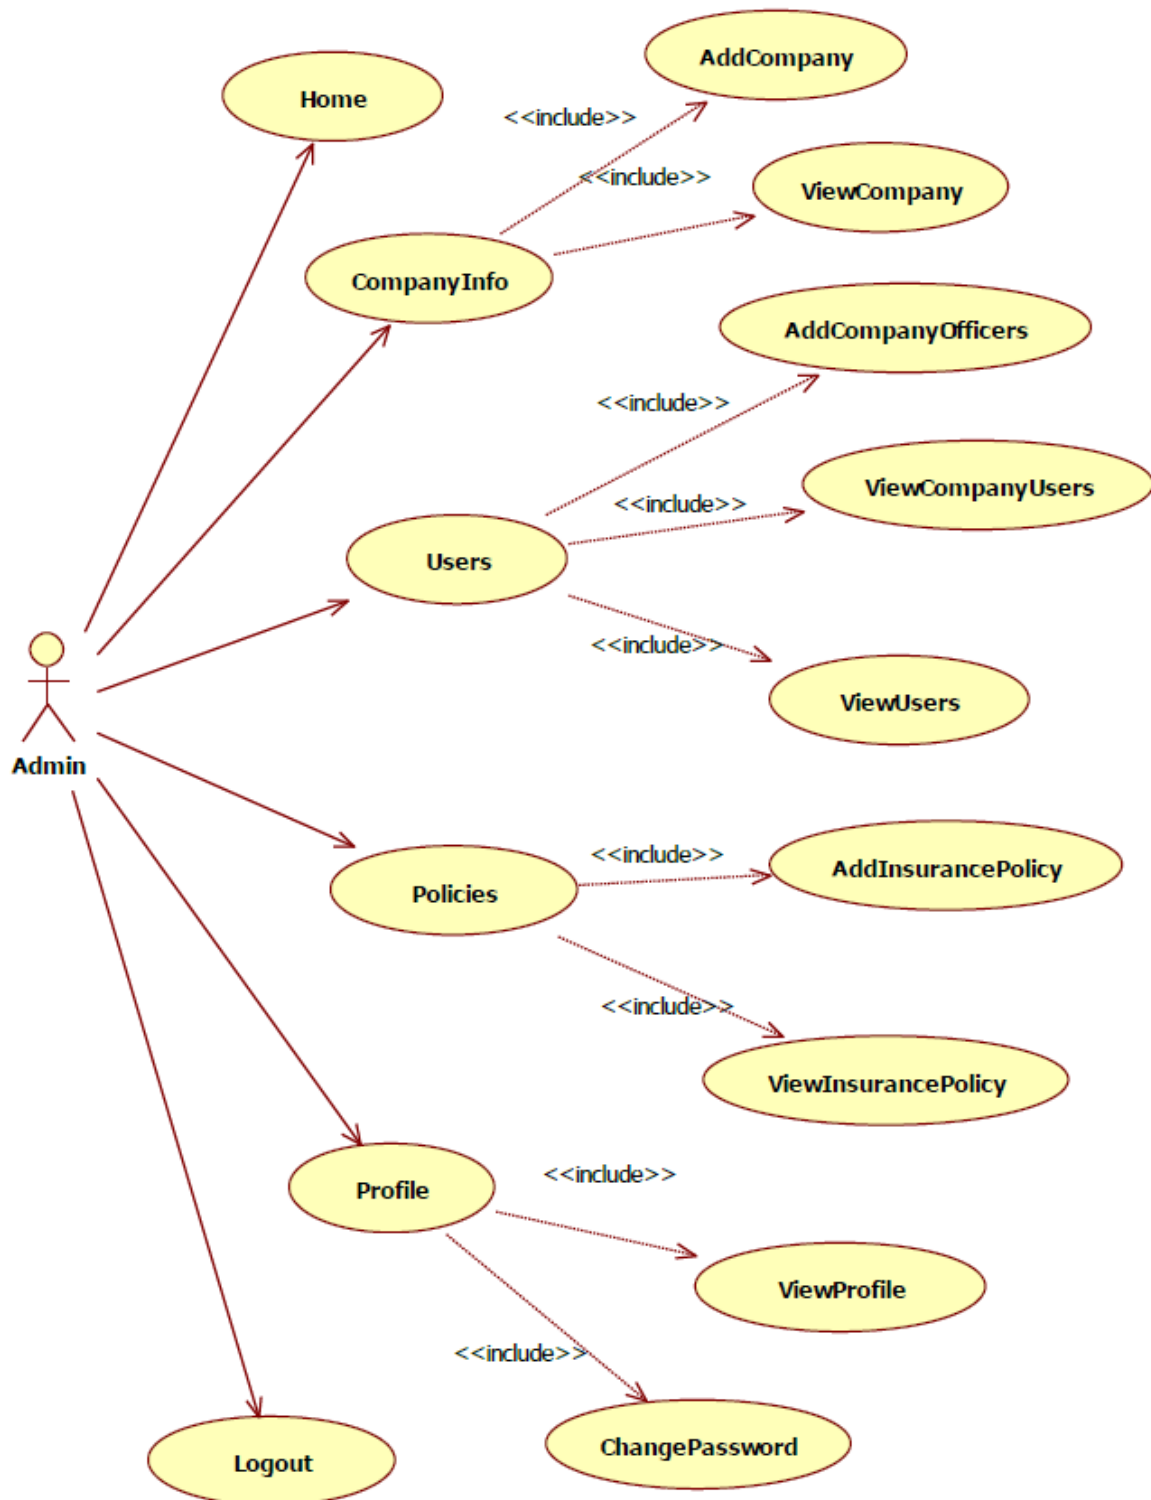 AddCompany
Home
<<include>>
<<include>>
ViewCompany
CompanyInfo
AddCompanyOfficers
<<include>>
ViewCompanyUsers
<<include>>
Users
<<include>>
ViewUsers
Admin
<<include>>
AddInsurancePolicy
Policies
<<include>>
ViewInsurancePolicy
<<include>>
Profile
ViewProfile
<<include>>
ChangePassword
Logout